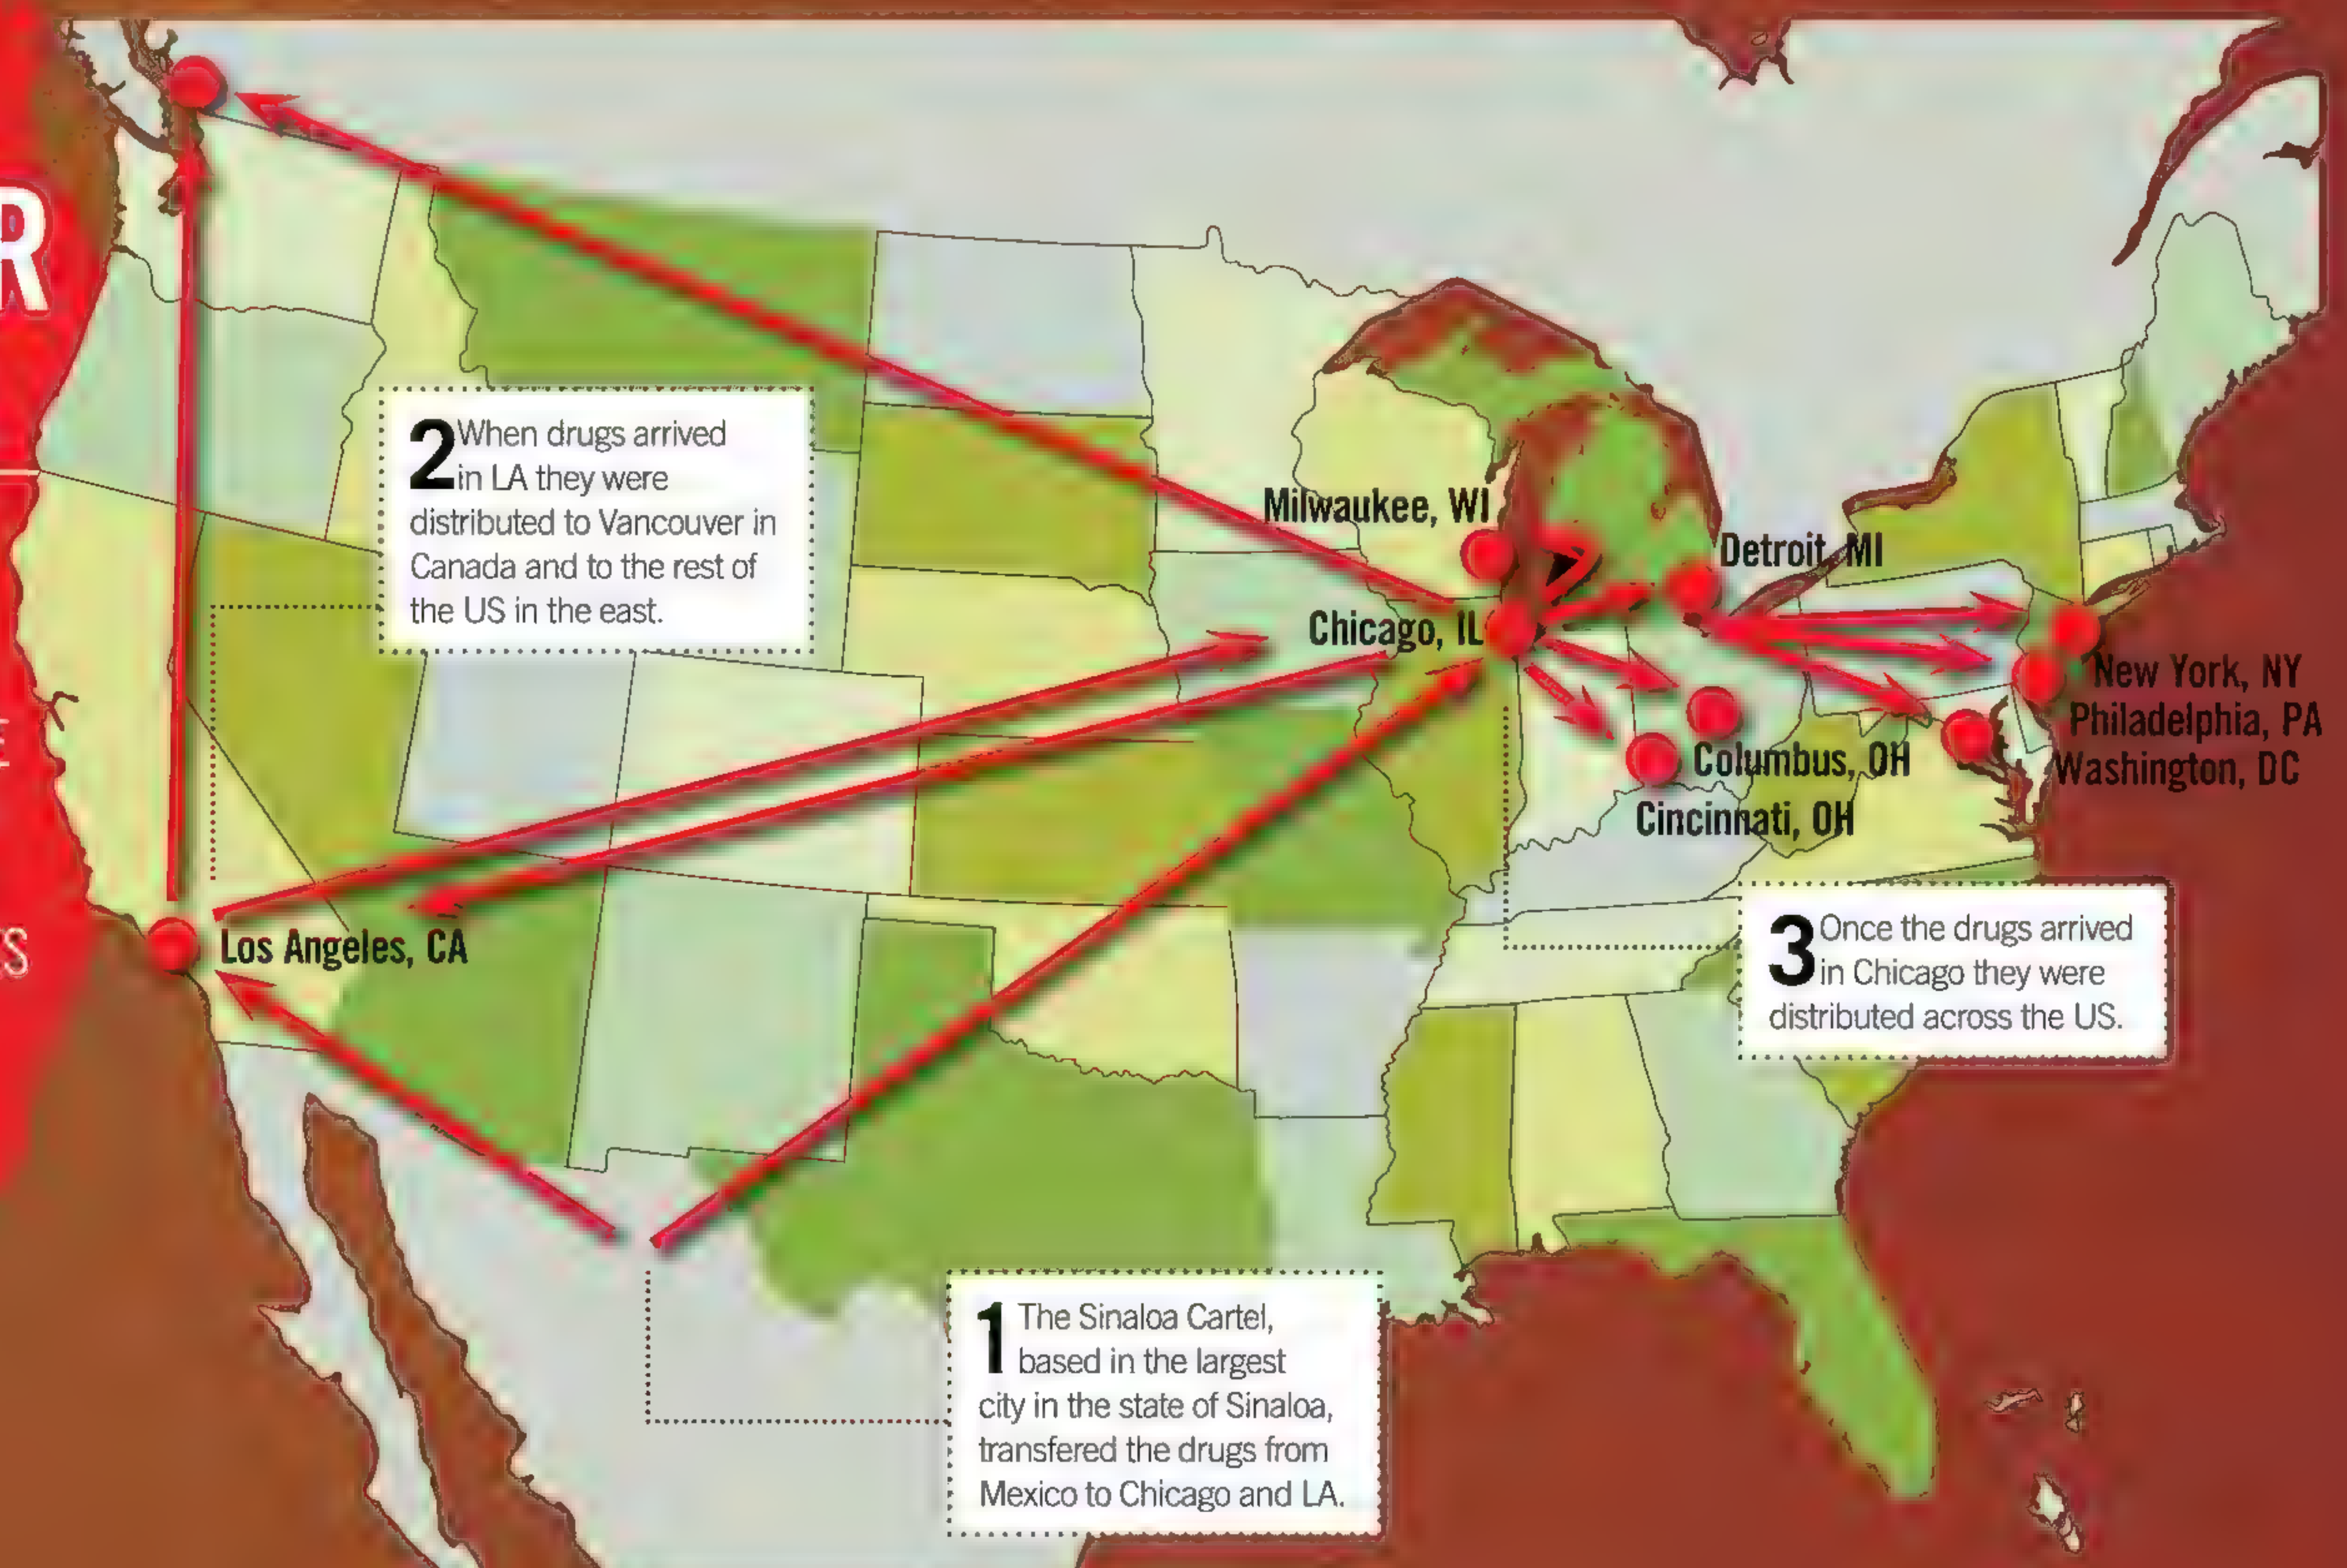 R
S
2 When drugs arrived
in LA they were
distributed to Vancouver in
Canada and to the rest of
the US in the east.
Milwaukee, WI
Detroit, MI
Chicago, IL
New York, NY
Philadelphia, PA
Washington, DC
Columbus, OH
Cincinnati, OH
Los Angeles, CA
3 Once the drugs arrived
in Chicago they were
distributed across the US.
1 The Sinaloa Cartel,
based in the largest
city in the state of Sinaloa,
transfered the drugs from
Mexico to Chicago and LA.